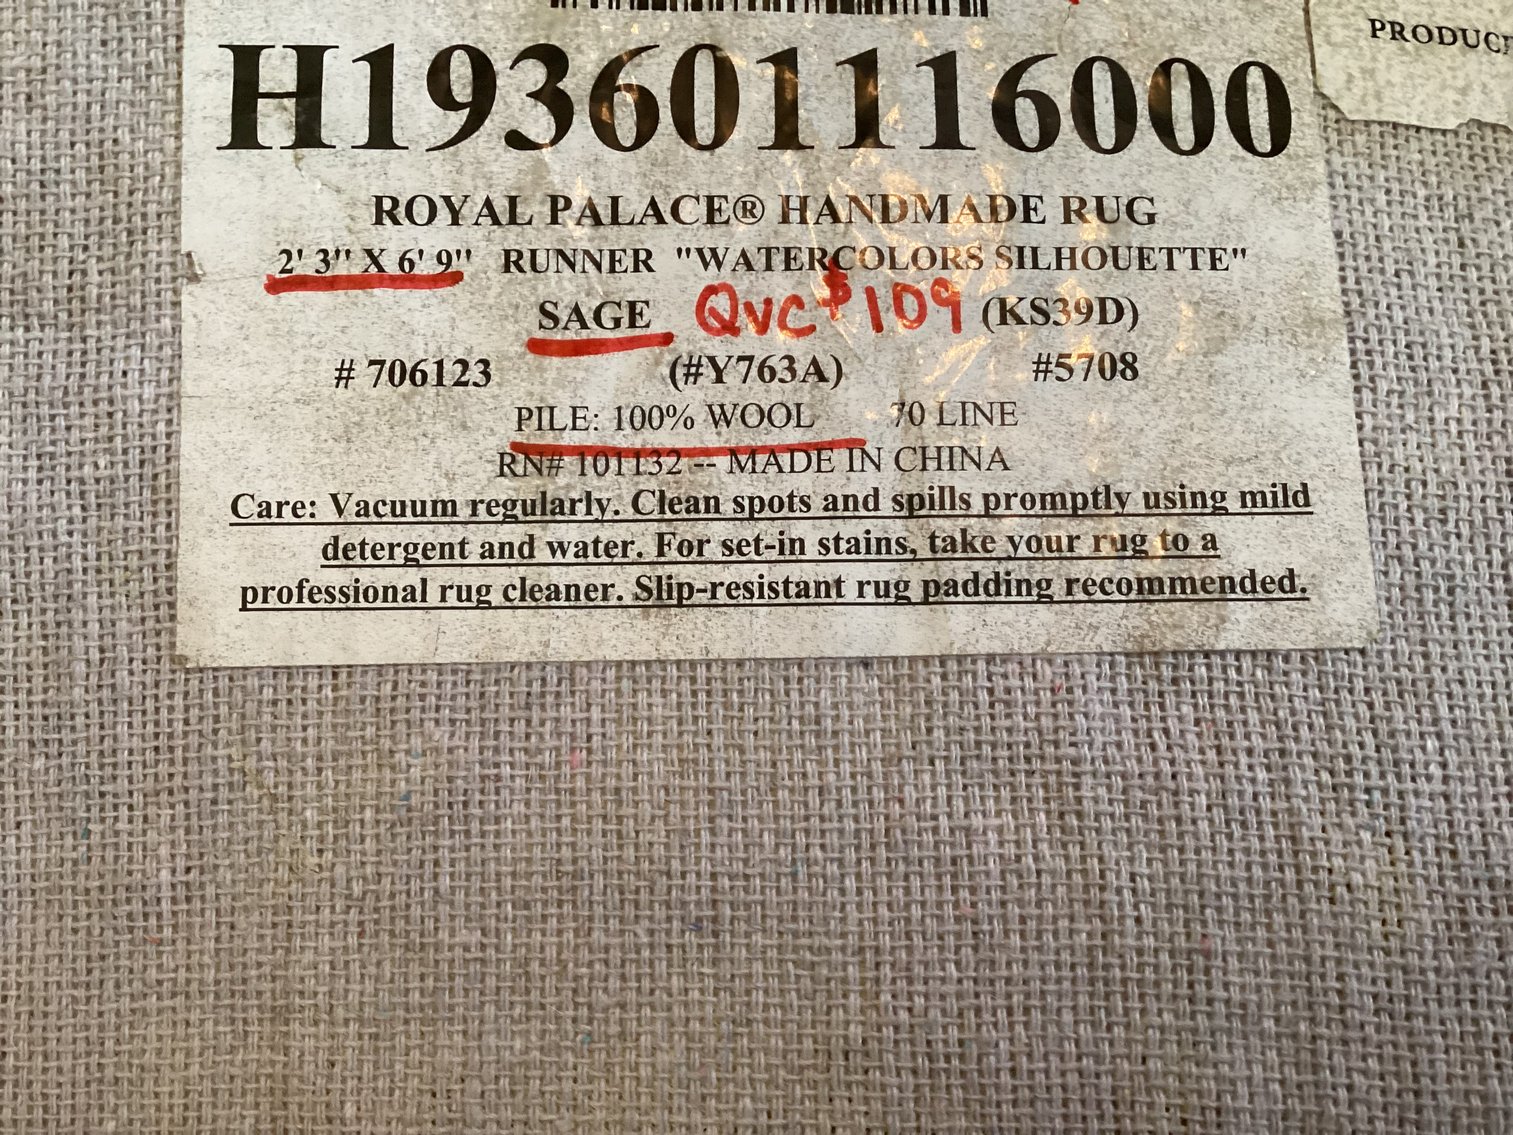 PRODUC
H193601116000
ROYAL PALACE® HANDMADE RUG
2' 3" X 6' 9" RUNNER "WATERCOLORS SILHOUETTE"
SAGE QVC $109 (KS39D)
# 706123 (#Y763A) #5708
PILE: 100% WOOL 70 LINE
RN# 101132 -- MADE IN CHINA
Care: Vacuum regularly. Clean spots and spills promptly using mild
detergent and water. For set-in stains, take your rug to a
professional rug cleaner. Slip-resistant rug padding recommended.